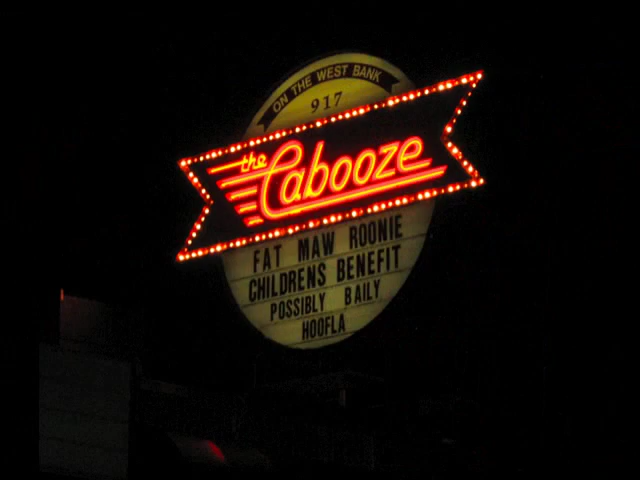 ON THE WEST BANK
917
the Cabooze
FAT MAW ROONIE
CHILDRENS BENEFIT
POSSIBLY BAILY
HOOFLA